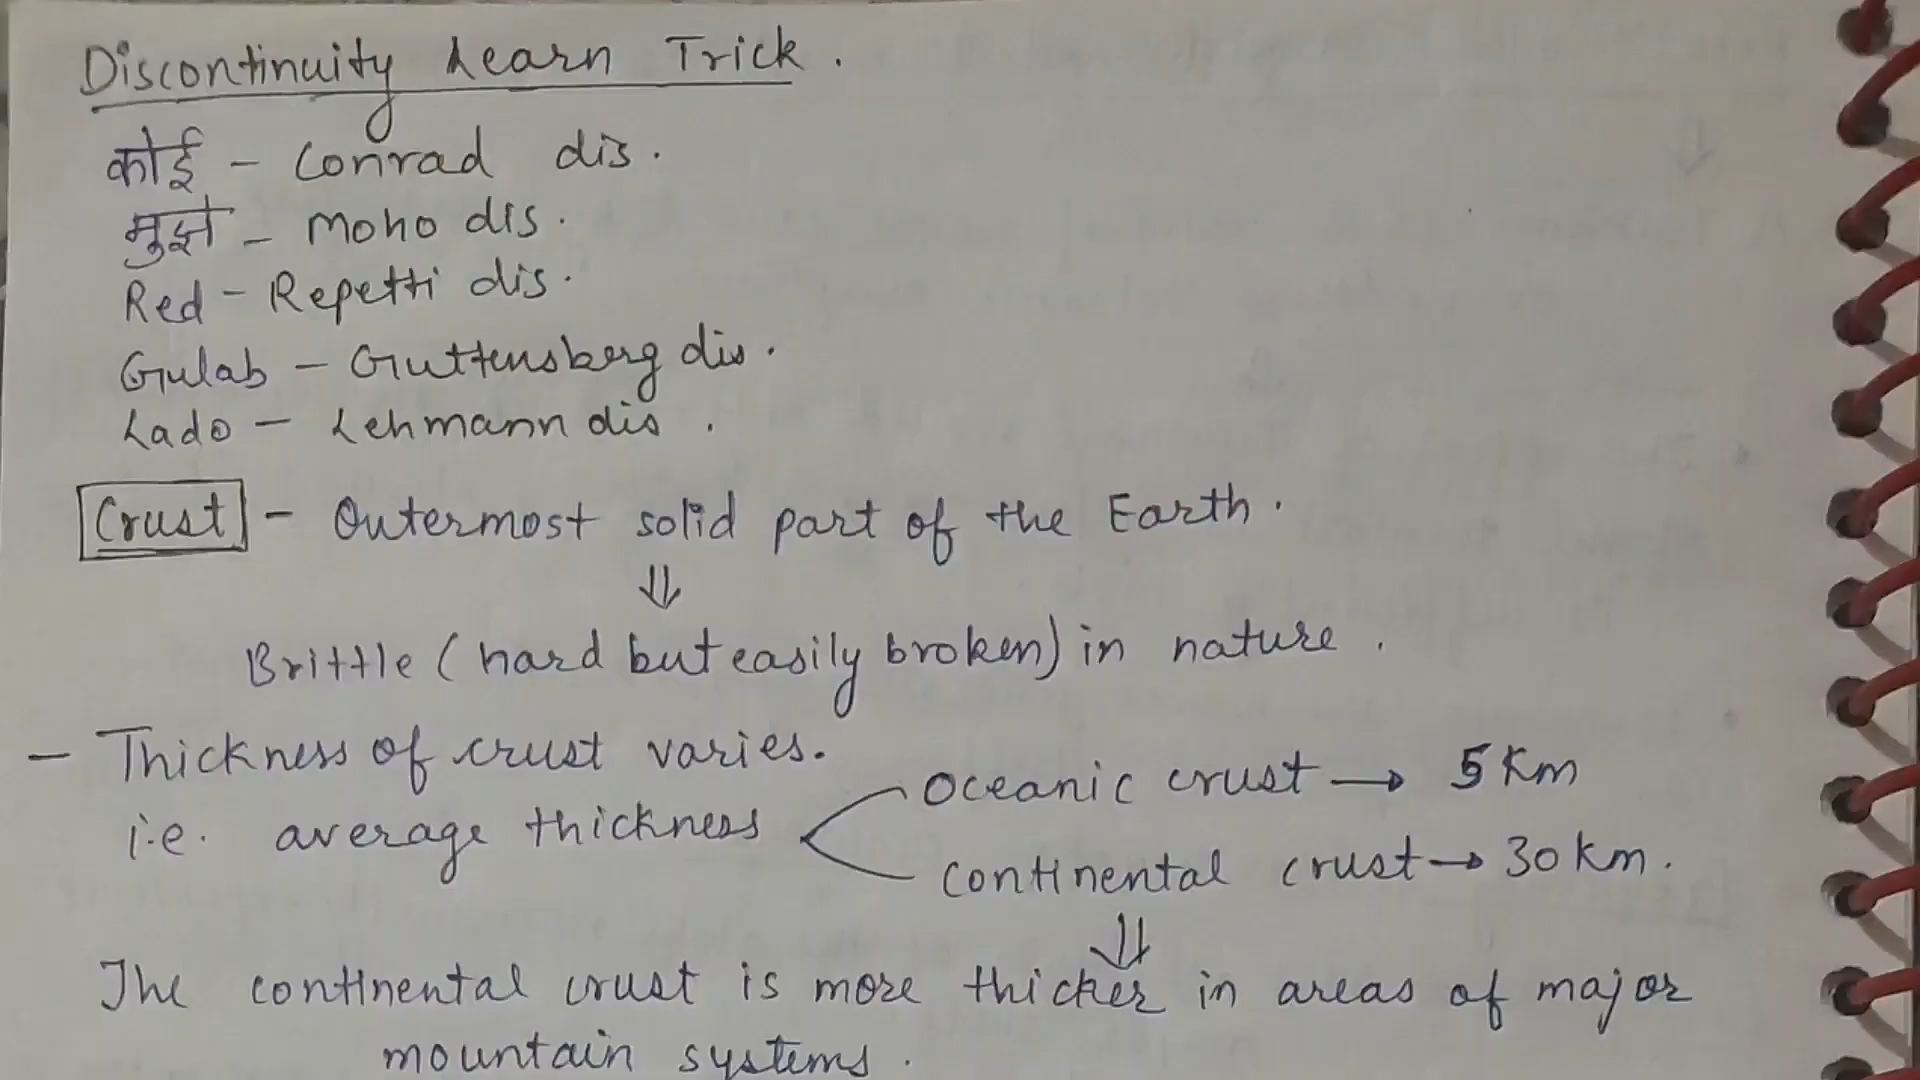 Discontinuity Learn Trick.
कोई - Conrad dis.
मुझे - Moho dis.
Red - Repetti dis.
Gulab - Guttensberg dis.
Lado - Lehmann dis.
Crust - Outermost solid part of the Earth.
⇓
Brittle (hard but easily broken) in nature.
- Thickness of crust varies.
Oceanic crust → 5 Km
i.e. average thickness
Continental crust → 30 km.
⇓
The continental crust is more thicker in areas of major
mountain systems.